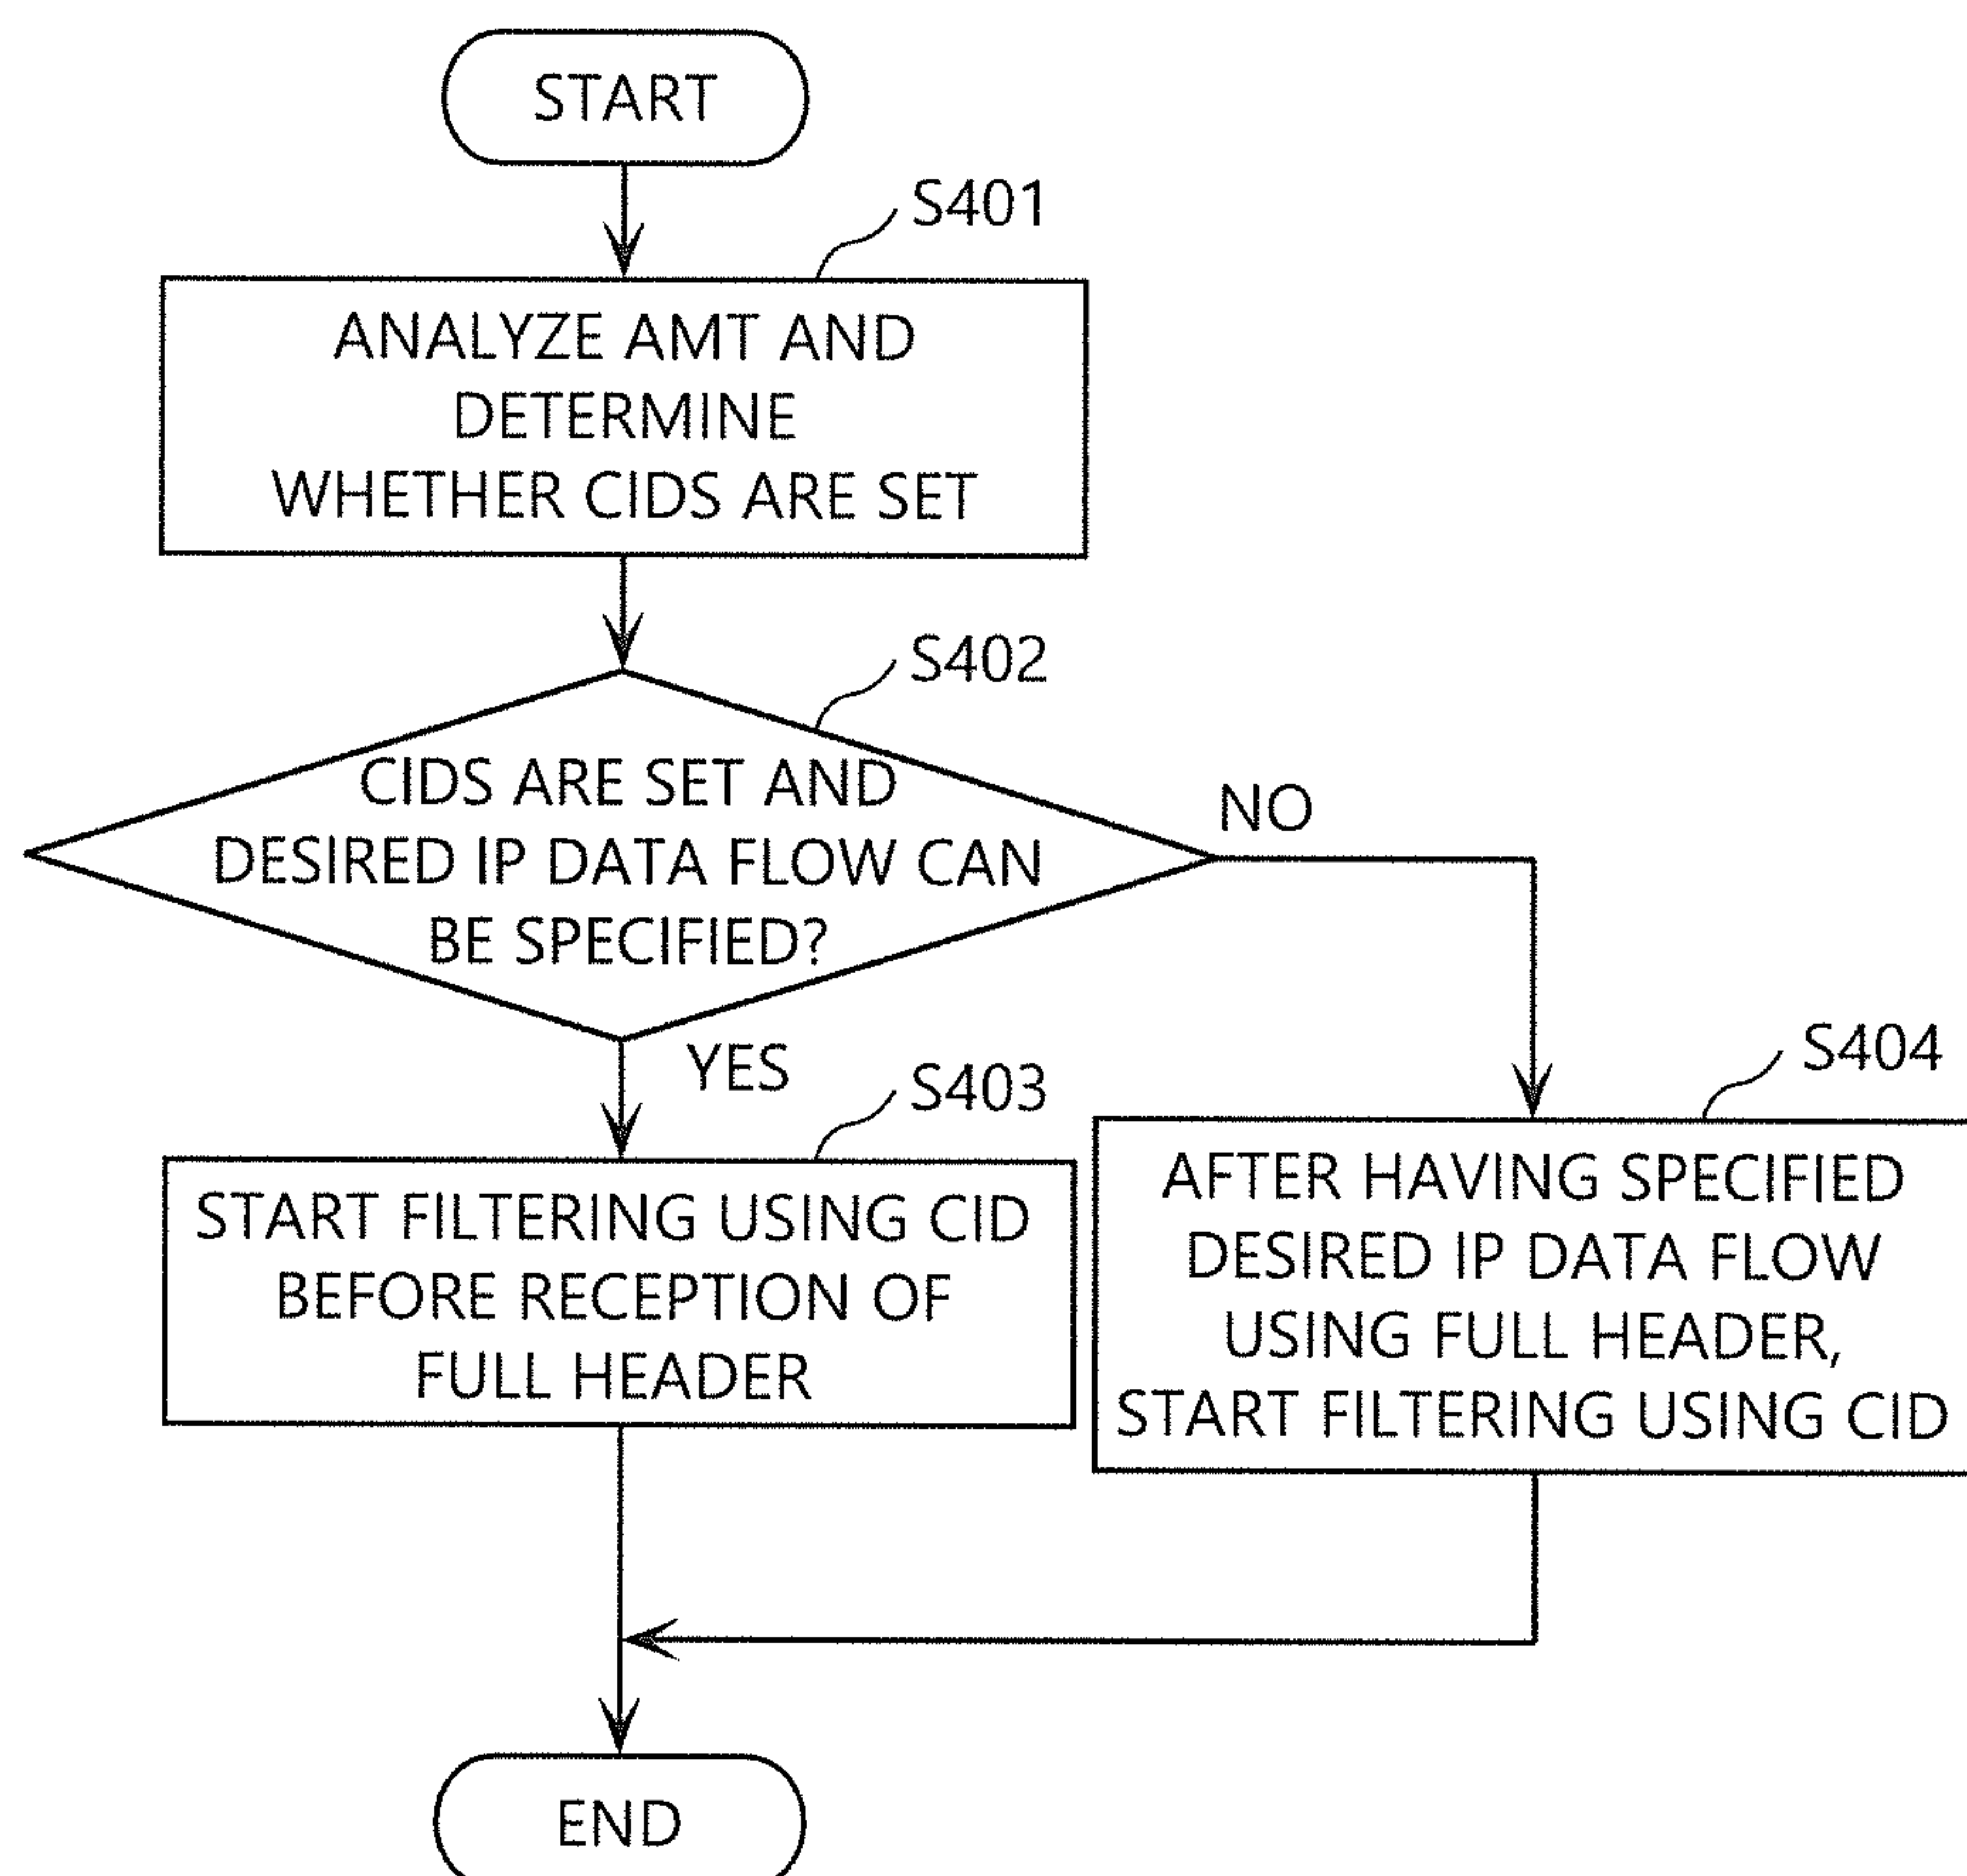 START
S401
ANALYZE AMT AND
DETERMINE
WHETHER CIDS ARE SET
S402
CIDS ARE SET AND
DESIRED IP DATA FLOW CAN
BE SPECIFIED?
NO
YES
S403
START FILTERING USING CID
BEFORE RECEPTION OF
FULL HEADER
S404
AFTER HAVING SPECIFIED
DESIRED IP DATA FLOW
USING FULL HEADER,
START FILTERING USING CID
END